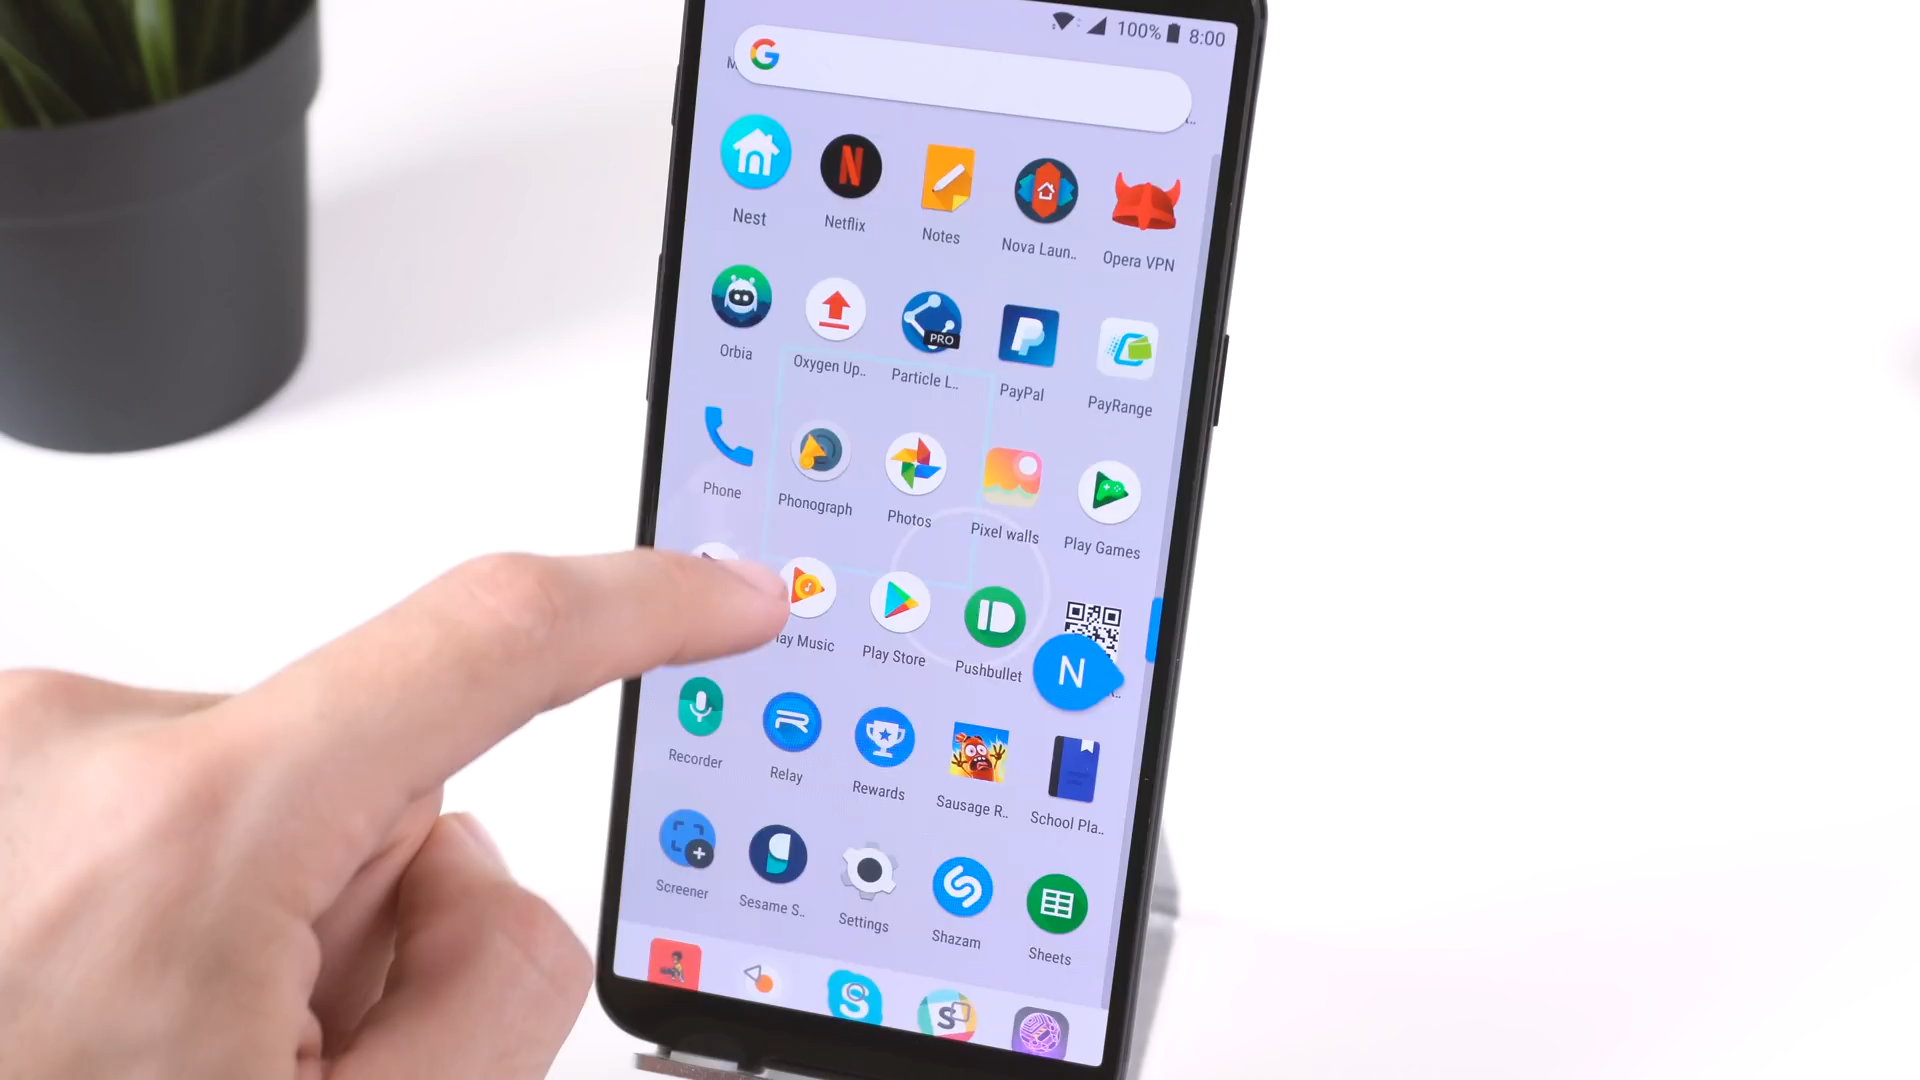 100% 8:00
G
Nest Netflix Notes Nova Laun.. Opera VPN
PRO
Orbia Oxygen Up.. Particle L.. PayPal PayRange
Phone Phonograph Photos Pixel walls Play Games
lay Music Play Store Pushbullet
N
Recorder Relay Rewards Sausage R.. School Pla..
Screener Sesame S.. Settings Shazam Sheets